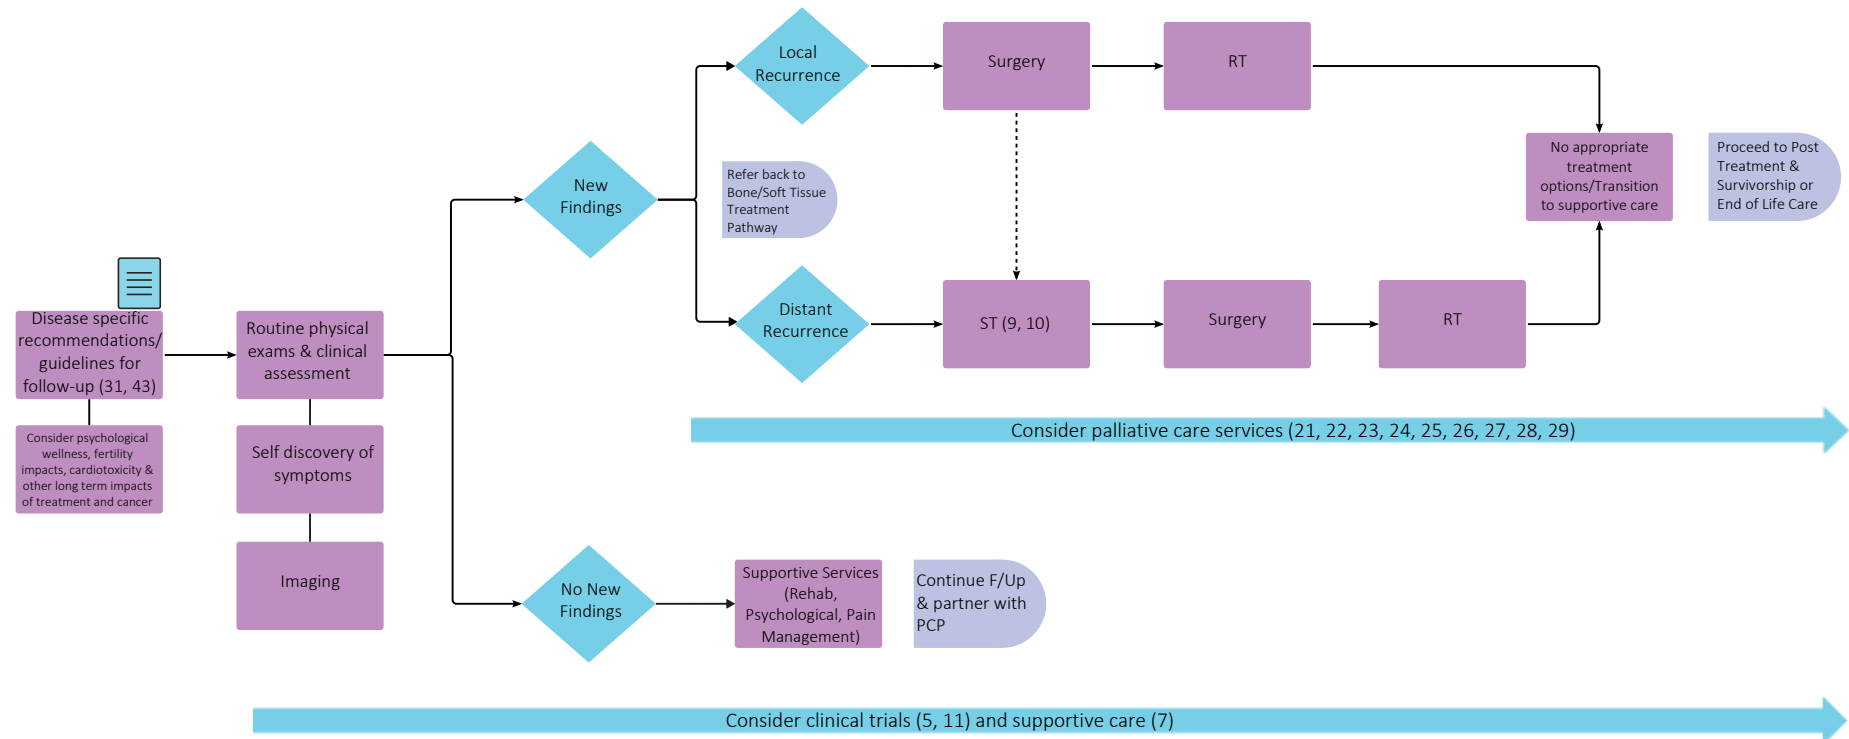 Local
Recurrence
Surgery
RT
No appropriate
treatment
options/Transition
to supportive care
Proceed to Post
Treatment &
Survivorship or
End of Life Care
New
Findings
Refer back to
Bone/Soft Tissue
Treatment
Pathway
Distant
Recurrence
ST (9, 10)
Surgery
RT
Disease specific
recommendations/
guidelines for
follow-up (31, 43)
Routine physical
exams & clinical
assessment
Consider psychological
wellness, fertility
impacts, cardiotoxicity &
other long term impacts
of treatment and cancer
Self discovery of
symptoms
Imaging
Consider palliative care services (21, 22, 23, 24, 25, 26, 27, 28, 29)
No New
Findings
Supportive Services
(Rehab,
Psychological, Pain
Management)
Continue F/Up
& partner with
PCP
Consider clinical trials (5, 11) and supportive care (7)